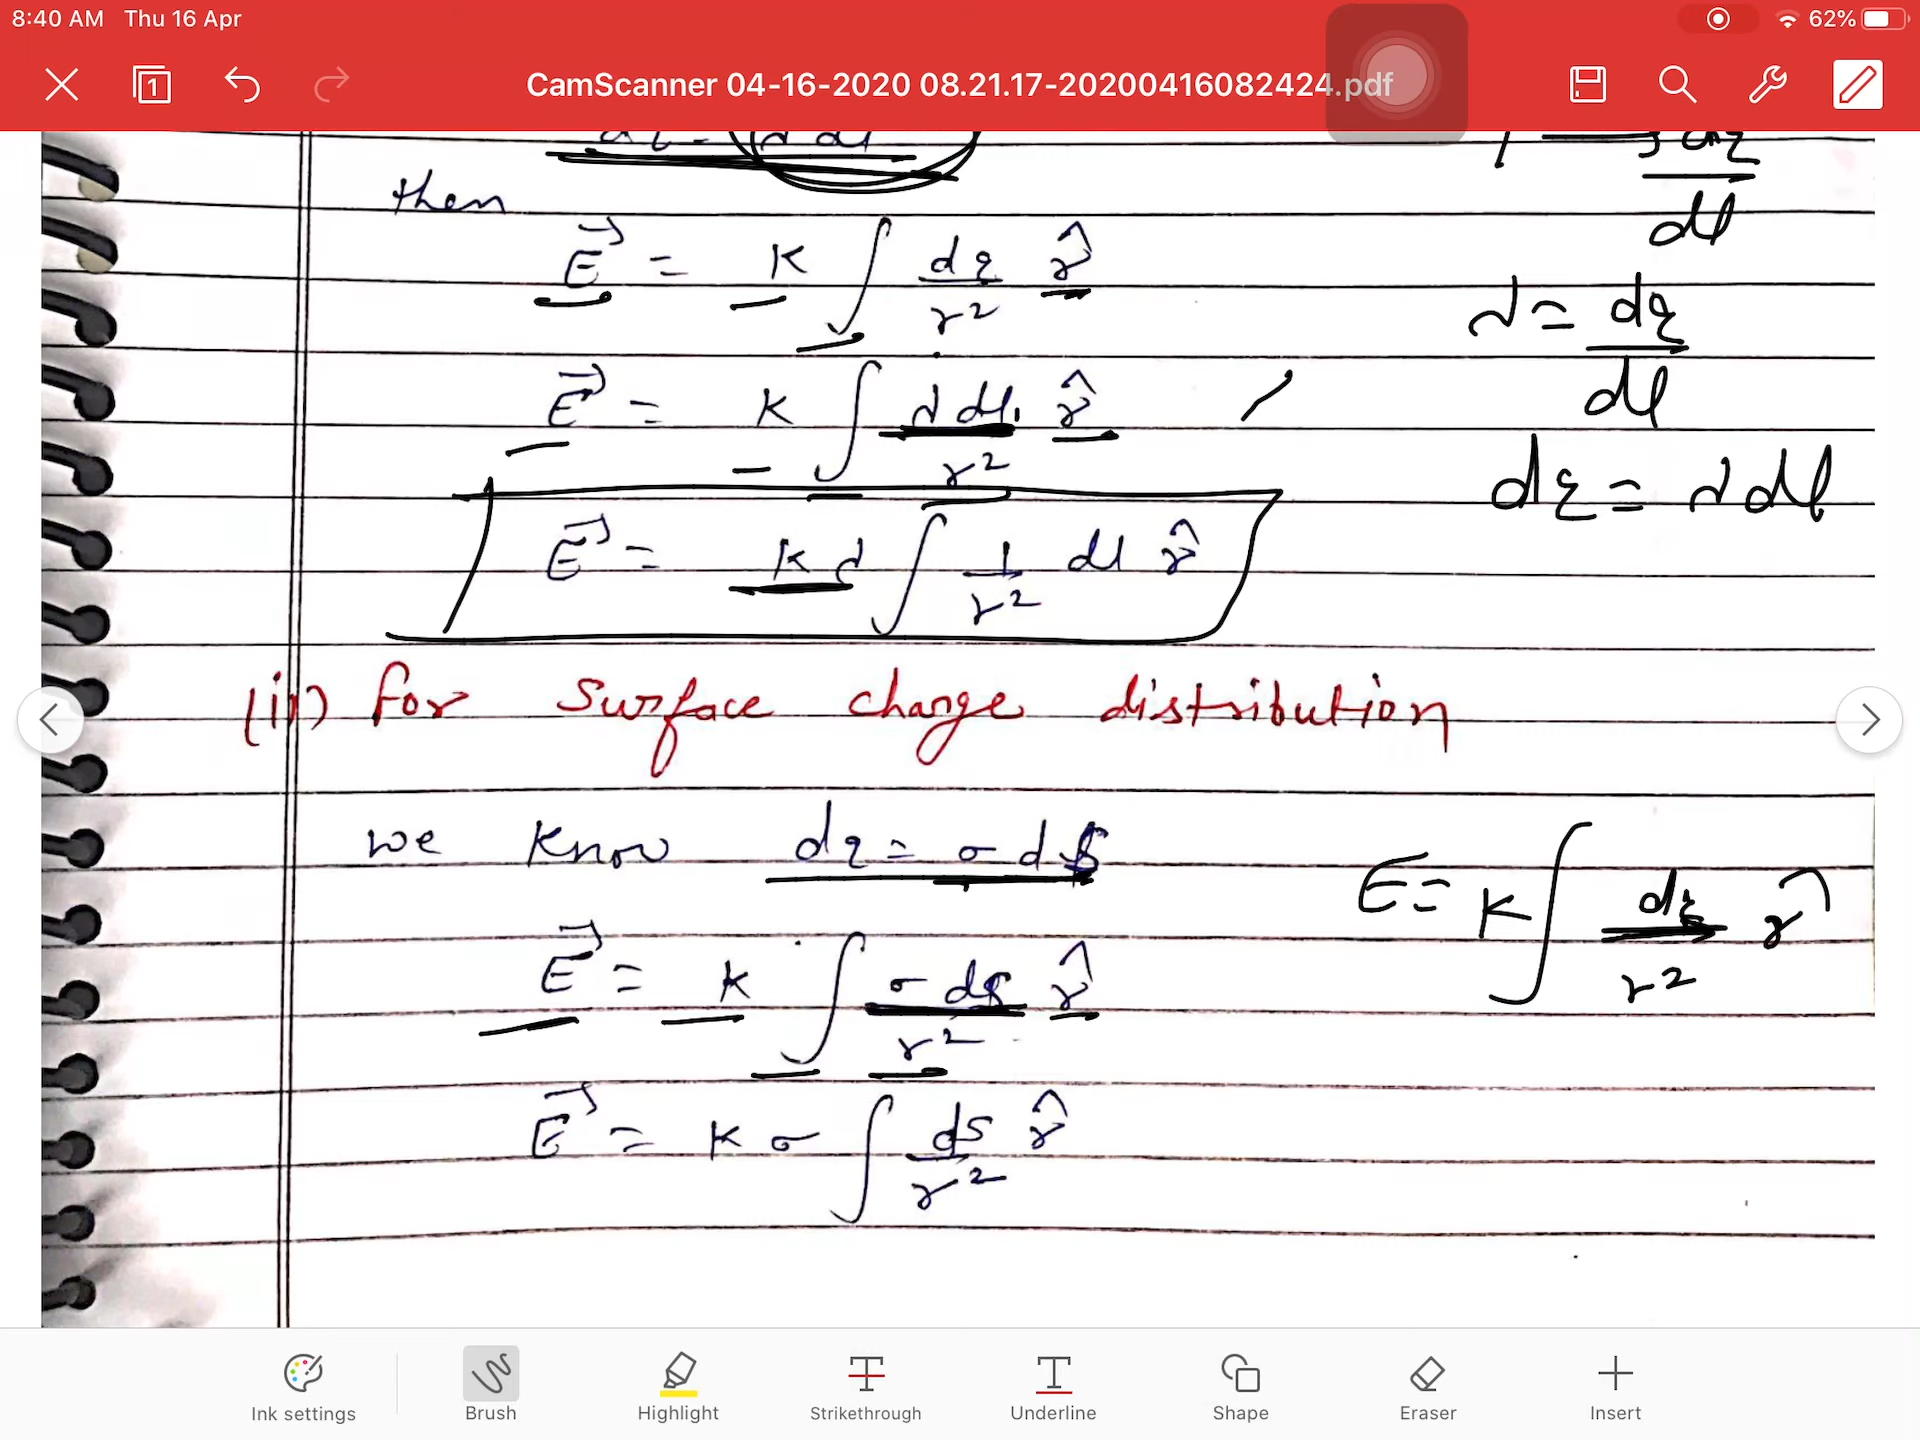 8:40 AM Thu 16 Apr
62%
1
CamScanner 04-16-2020 08.21.17-20200416082424.pdf
then
dl
E⃗ = K ∫ dq/r² r̂
λ = dq/dl
E⃗ = K ∫ λ dl/r² r̂
dq = λ dl
E⃗ = K λ ∫ 1/r² dl r̂
(ii) For Surface charge distribution
we know dq = σ dS
E = K ∫ dq/r² r̂
E⃗ = K ∫ σ dS/r² r̂
E⃗ = K σ ∫ dS/r² r̂
Ink settings
Brush
Highlight
Strikethrough
Underline
Shape
Eraser
Insert